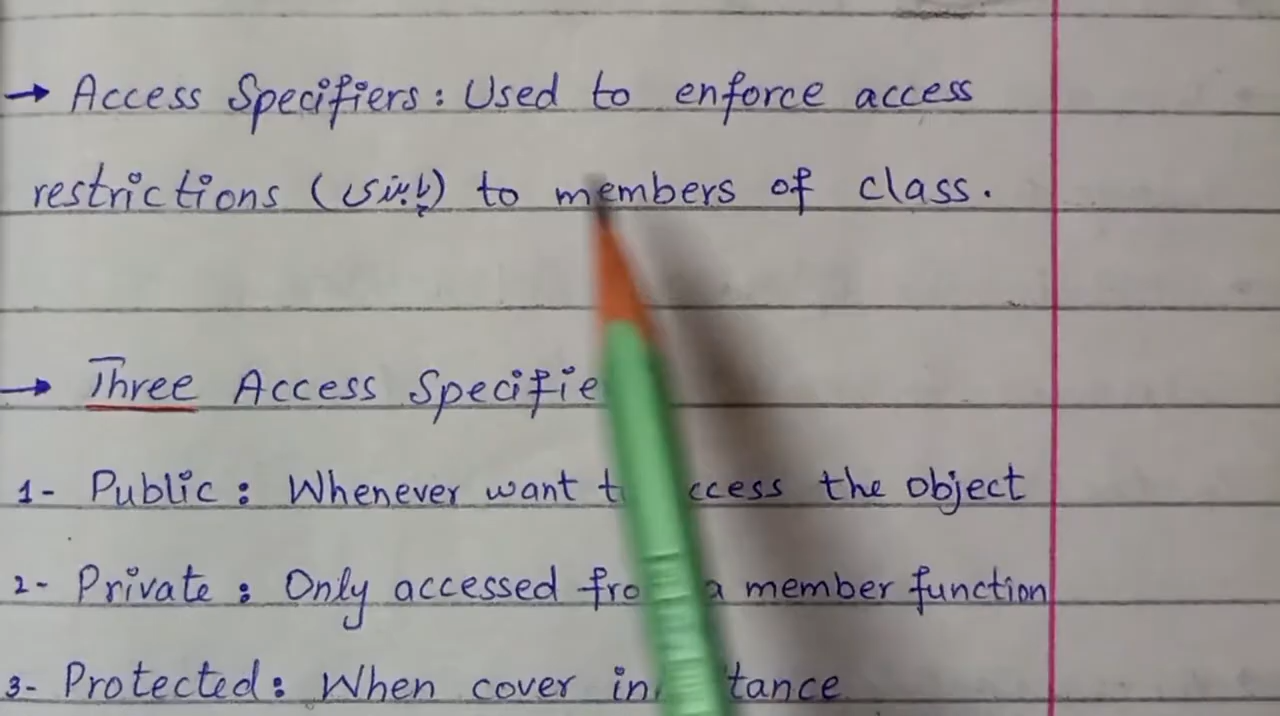 → Access Specifiers: Used to enforce access
restrictions (پابندی) to members of class.
→ Three Access
1- Public: Whenever want the object
2- Private: Only accessed a member function
3- Protected: When cover